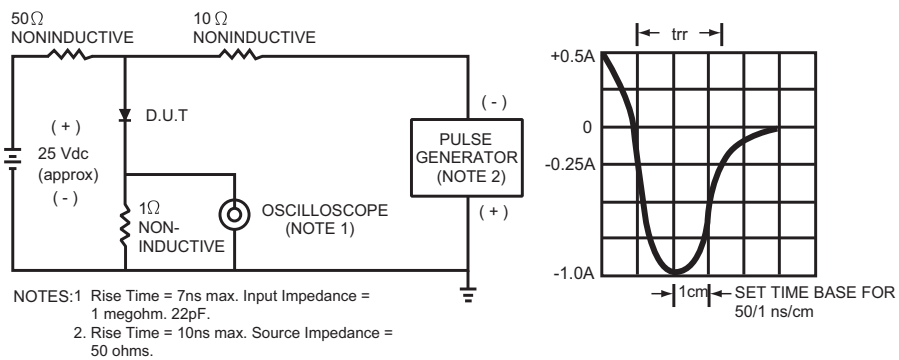 50Ω
NONINDUCTIVE
10Ω
NONINDUCTIVE
D.U.T
( + )
25 Vdc
(approx)
( - )
1Ω
NON-
INDUCTIVE
OSCILLOSCOPE
(NOTE 1)
( - )
PULSE
GENERATOR
(NOTE 2)
( + )
trr
+0.5A
0
-0.25A
-1.0A
1cm
SET TIME BASE FOR
50/1 ns/cm
NOTES:1 Rise Time = 7ns max. Input Impedance =
1 megohm. 22pF.
2. Rise Time = 10ns max. Source Impedance =
50 ohms.